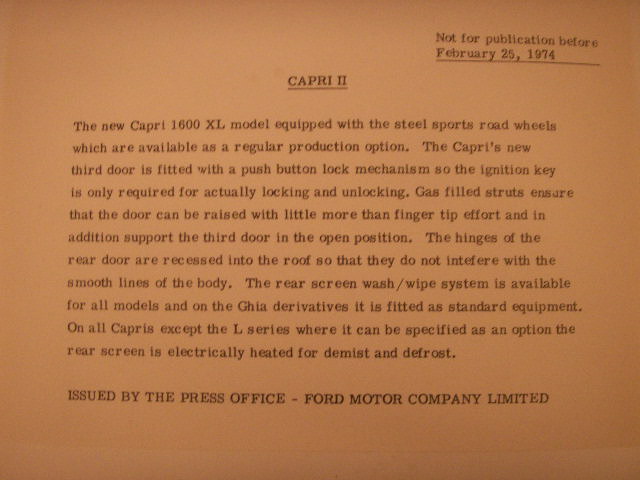 Not for publication before
February 25, 1974
CAPRI II
The new Capri 1600 XL model equipped with the steel sports road wheels
which are available as a regular production option. The Capri's new
third door is fitted with a push button lock mechanism so the ignition key
is only required for actually locking and unlocking. Gas filled struts ensure
that the door can be raised with little more than finger tip effort and in
addition support the third door in the open position. The hinges of the
rear door are recessed into the roof so that they do not intefere with the
smooth lines of the body. The rear screen wash/wipe system is available
for all models and on the Ghia derivatives it is fitted as standard equipment.
On all Capris except the L series where it can be specified as an option the
rear screen is electrically heated for demist and defrost.
ISSUED BY THE PRESS OFFICE - FORD MOTOR COMPANY LIMITED